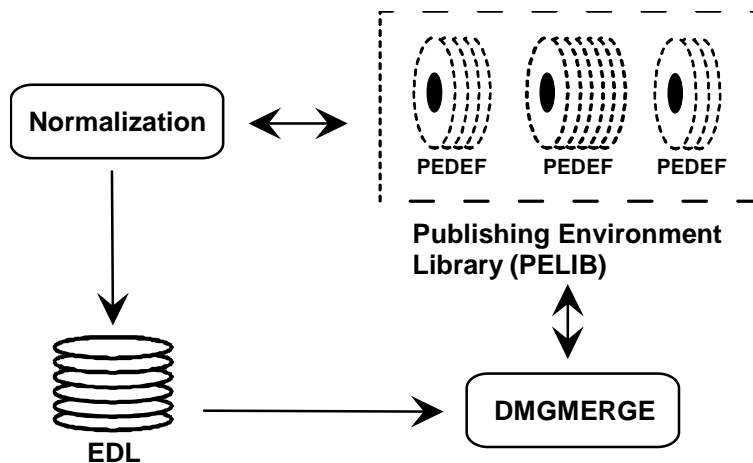 Normalization
PEDEF PEDEF PEDEF
Publishing Environment
Library (PELIB)
DMGMERGE
EDL